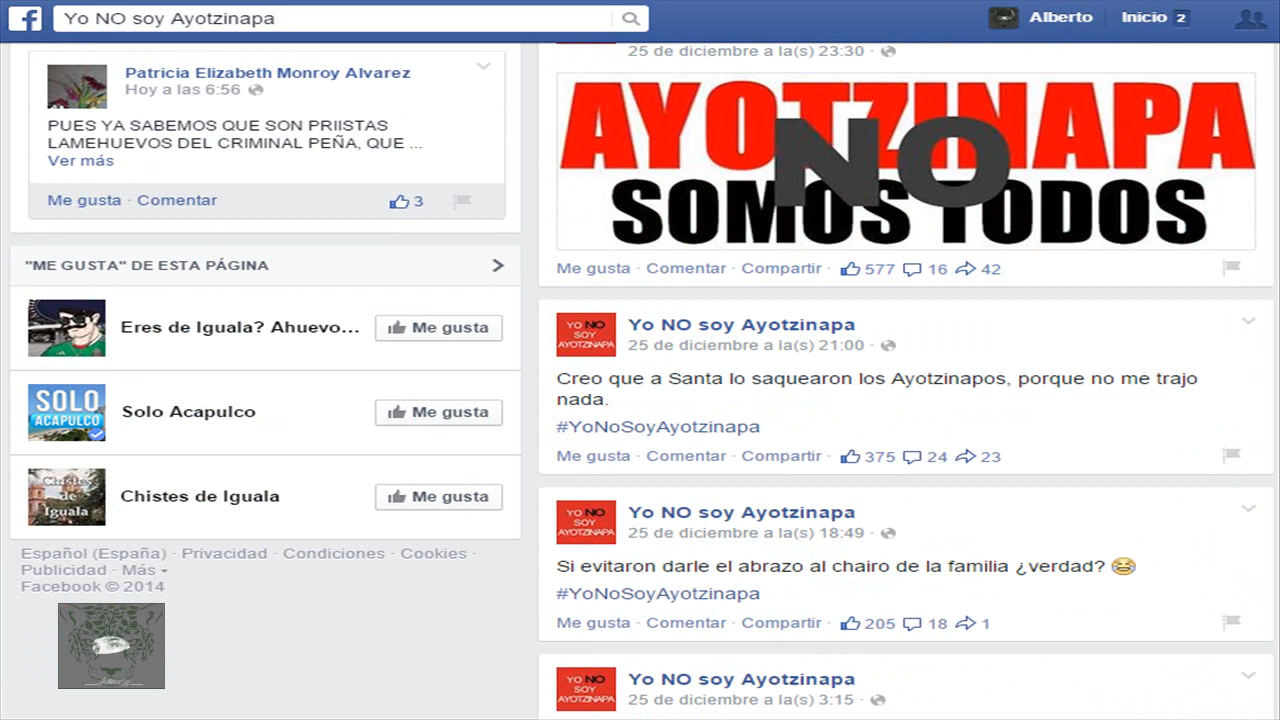 Yo NO soy Ayotzinapa
Alberto
Inicio 2
Patricia Elizabeth Monroy Alvarez
Hoy a las 6:56
PUES YA SABEMOS QUE SON PRIISTAS
LAMEHUEVOS DEL CRIMINAL PEÑA, QUE ...
Ver más
Me gusta · Comentar
3
"ME GUSTA" DE ESTA PÁGINA
Eres de Iguala? Ahuevo...
Me gusta
SOLO
ACAPULCO
Solo Acapulco
Me gusta
Chistes
de
Iguala
Chistes de Iguala
Me gusta
Español (España) · Privacidad · Condiciones · Cookies ·
Publicidad · Más
Facebook © 2014
25 de diciembre a la(s) 23:30 ·
AYOTZINAPA
NO
SOMOS TODOS
Me gusta · Comentar · Compartir · 577 16 42
YO NO
SOY
AYOTZINAPA
Yo NO soy Ayotzinapa
25 de diciembre a la(s) 21:00 ·
Creo que a Santa lo saquearon los Ayotzinapos, porque no me trajo
nada.
#YoNoSoyAyotzinapa
Me gusta · Comentar · Compartir · 375 24 23
YO NO
SOY
AYOTZINAPA
Yo NO soy Ayotzinapa
25 de diciembre a la(s) 18:49 ·
Si evitaron darle el abrazo al chairo de la familia ¿verdad? 😂
#YoNoSoyAyotzinapa
Me gusta · Comentar · Compartir · 205 18 1
YO NO
SOY
AYOTZINAPA
Yo NO soy Ayotzinapa
25 de diciembre a la(s) 3:15 ·